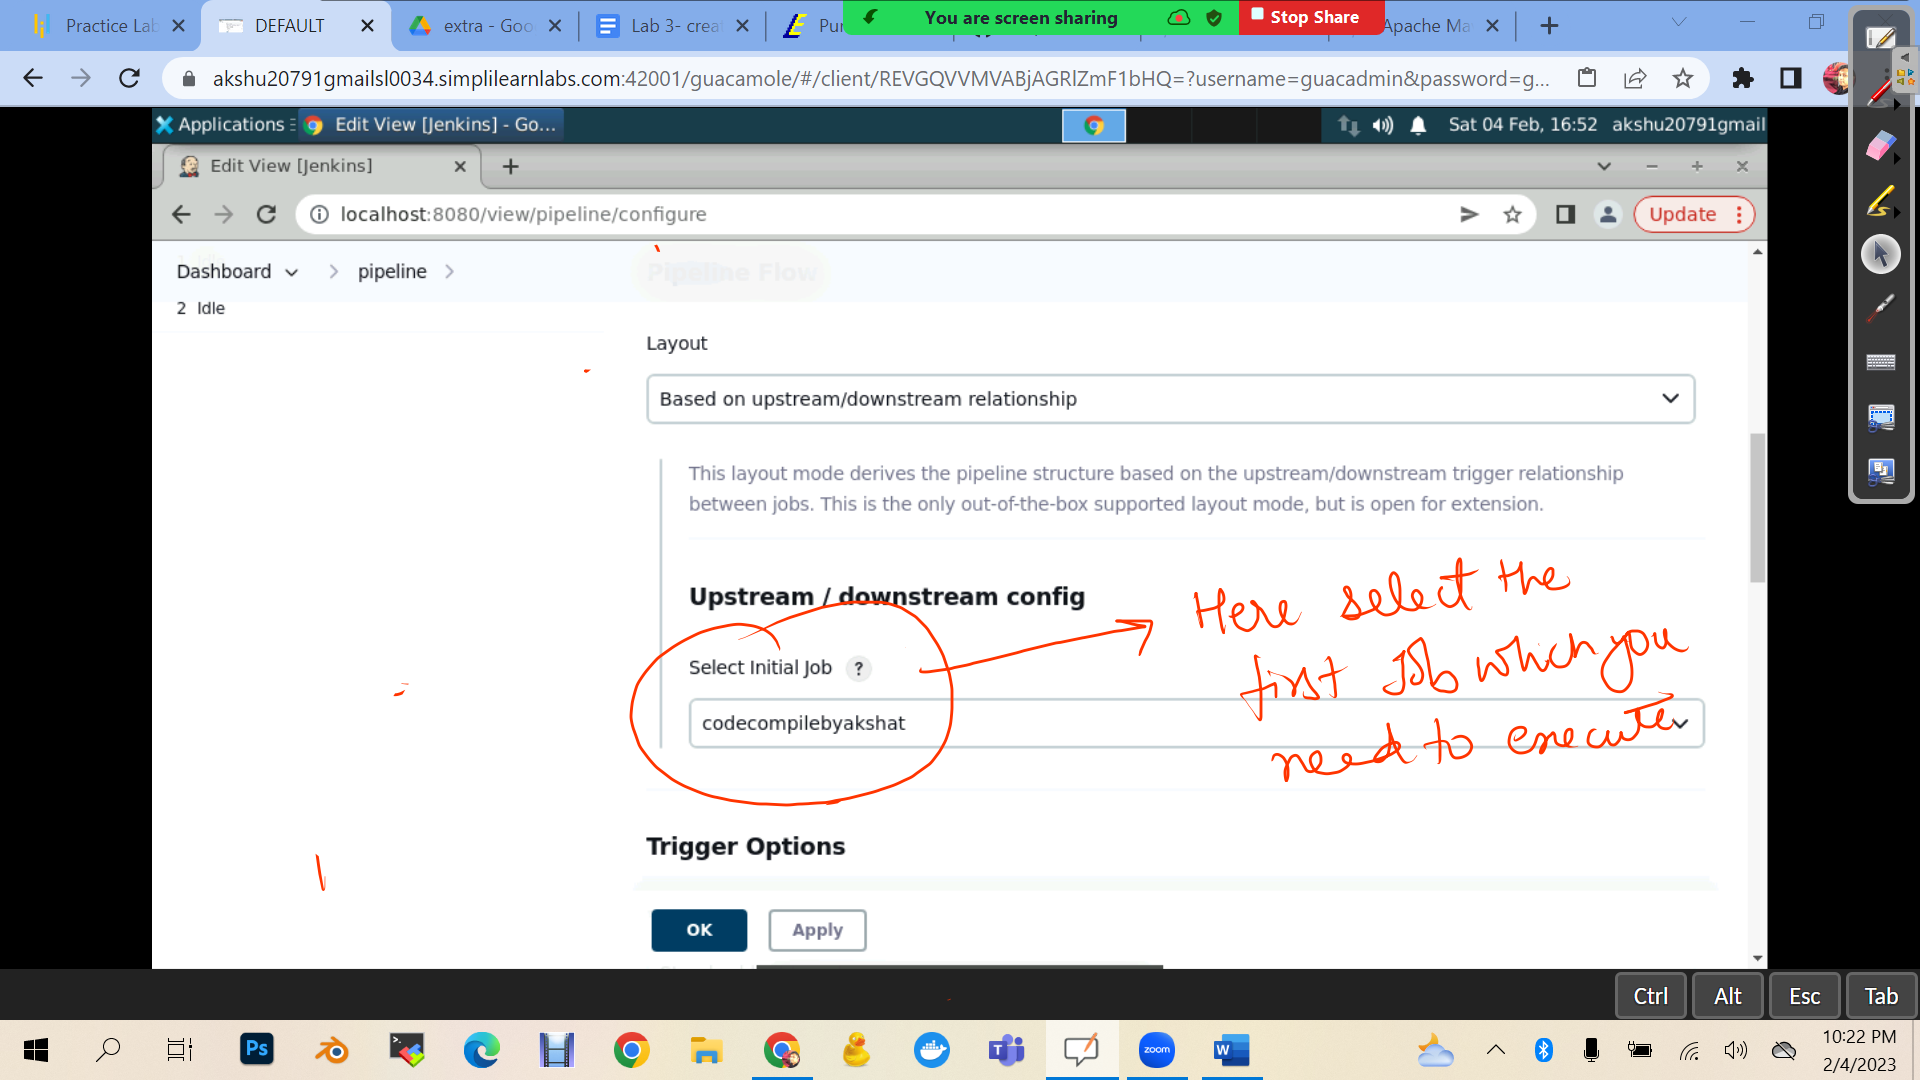 Practice Lab
DEFAULT
extra - Goo
Lab 3- creat
Pur
You are screen sharing
Stop Share
Apache Ma
akshu20791gmailsl0034.simplilearnlabs.com:42001/guacamole/#/client/REVGQVVMVABjAGRlZmF1bHQ=?username=guacadmin&password=g...
Applications
Edit View [Jenkins] - Go...
Sat 04 Feb, 16:52
akshu20791gmail
Edit View [Jenkins]
localhost:8080/view/pipeline/configure
Update
Dashboard
pipeline
Pipeline Flow
2 Idle
Layout
Based on upstream/downstream relationship
This layout mode derives the pipeline structure based on the upstream/downstream trigger relationship
between jobs. This is the only out-of-the-box supported layout mode, but is open for extension.
Upstream / downstream config
Select Initial Job ?
codecompilebyakshat
Here select the
first Job which you
need to execute
Trigger Options
OK
Apply
Ctrl
Alt
Esc
Tab
Ps
zoom
W
10:22 PM
2/4/2023